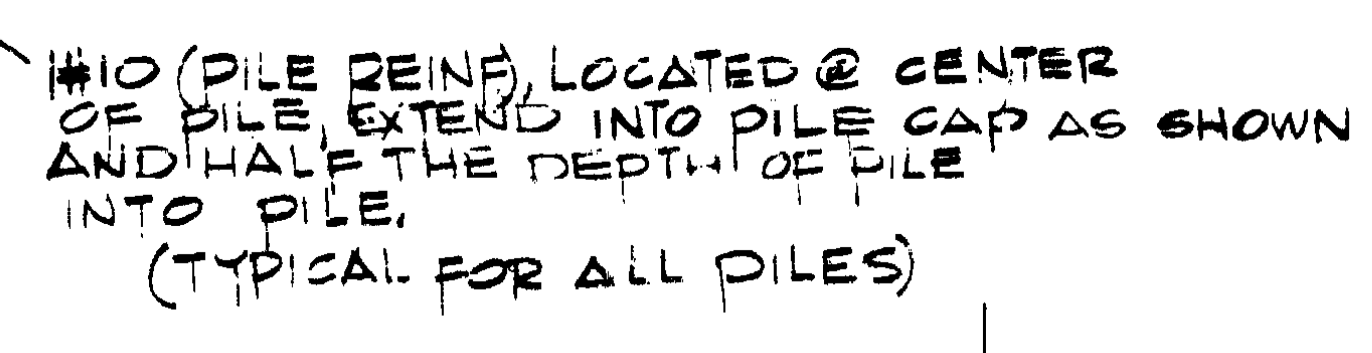 1#10 (PILE REINF), LOCATED @ CENTER
OF PILE, EXTEND INTO PILE CAP AS SHOWN
AND HALF THE DEPTH OF PILE
INTO PILE.
(TYPICAL FOR ALL PILES)